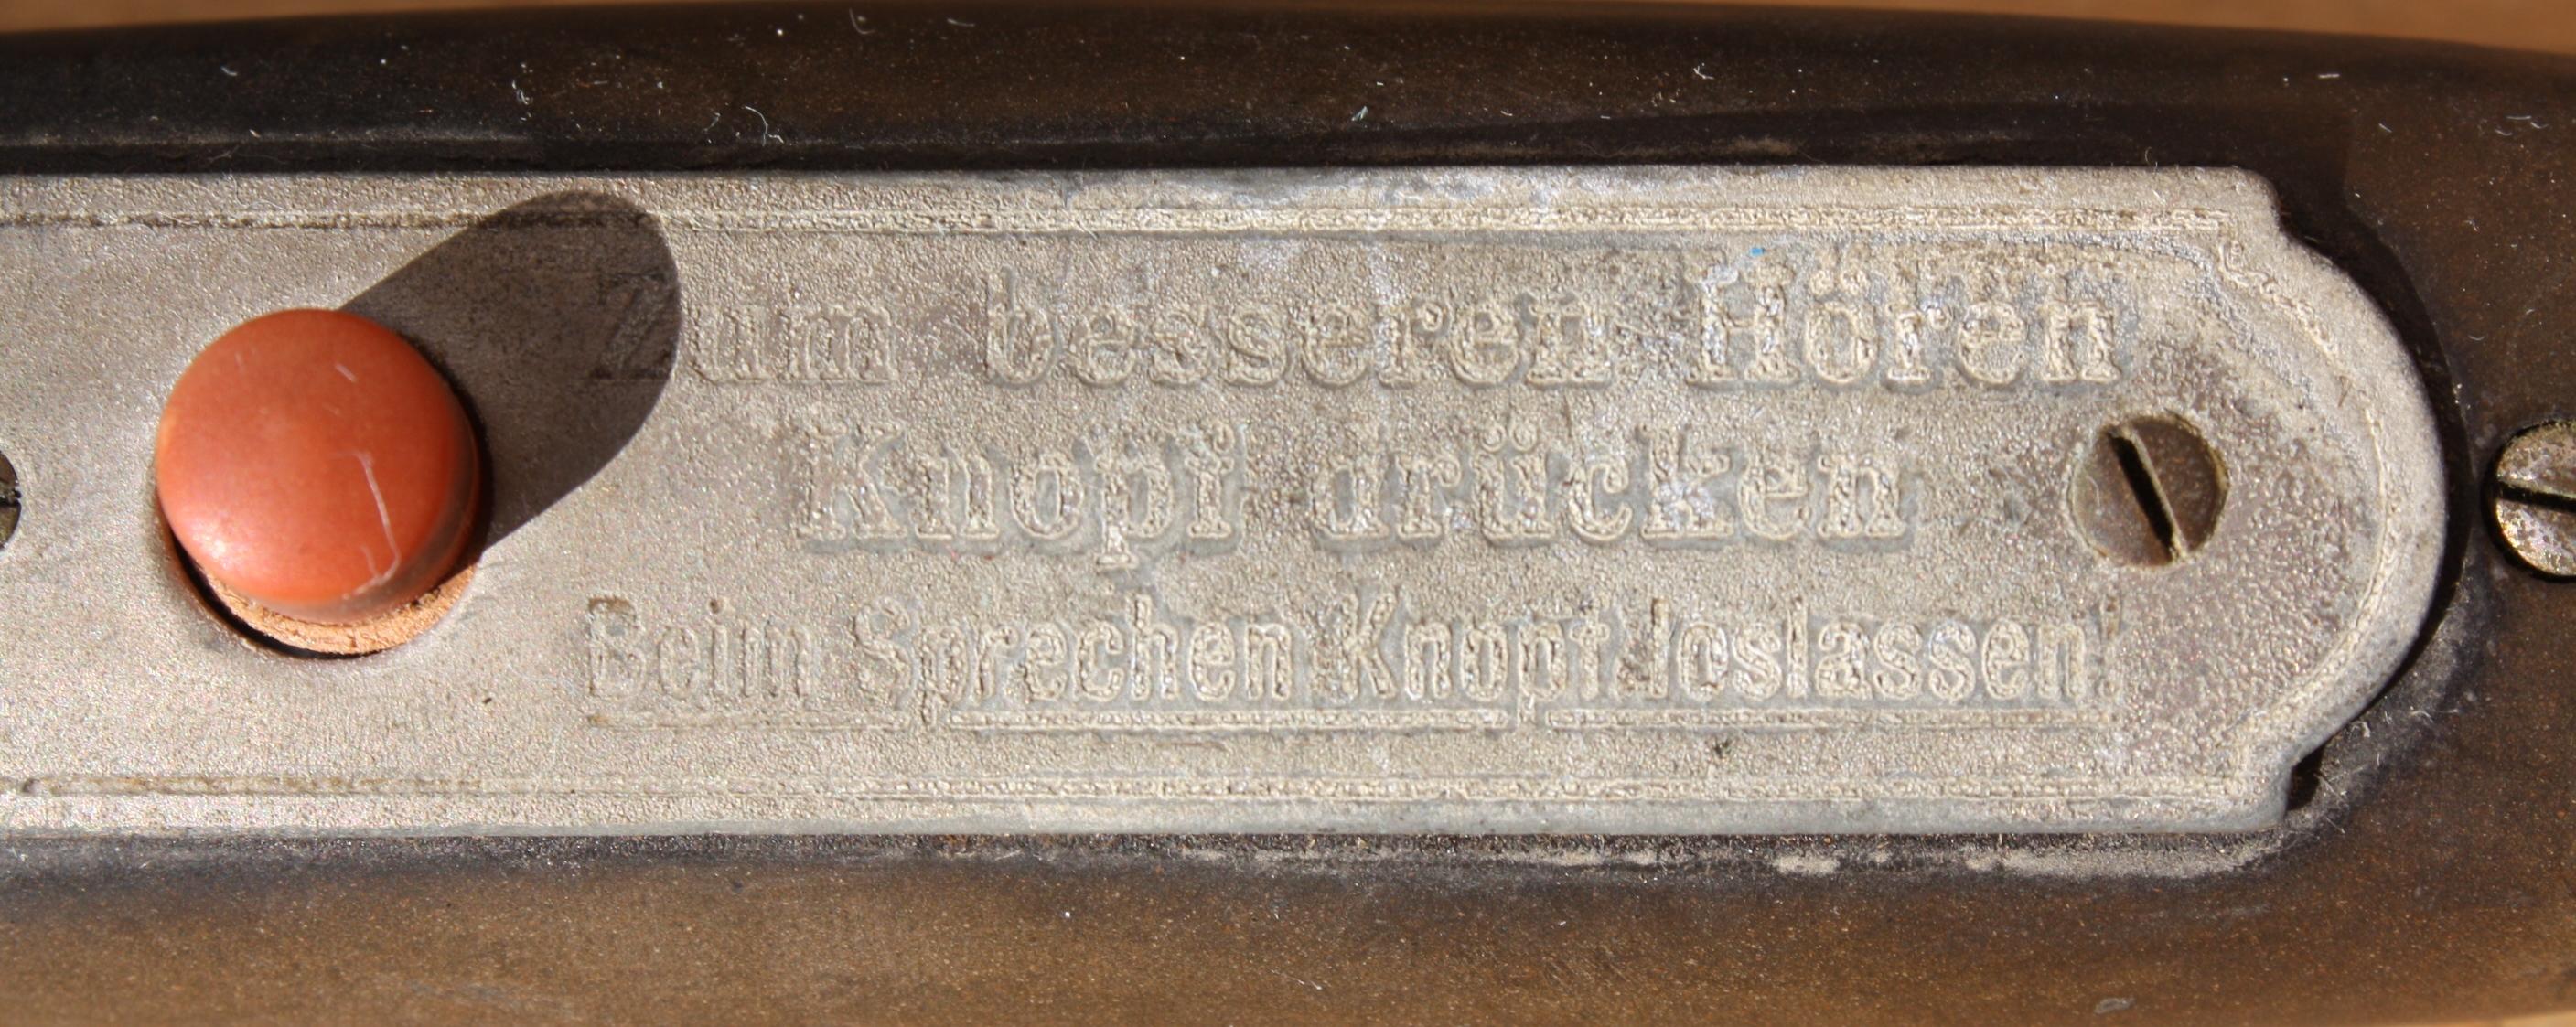 Zum besseren Hören
Knopf drücken
Beim Sprechen Knopf loslassen!